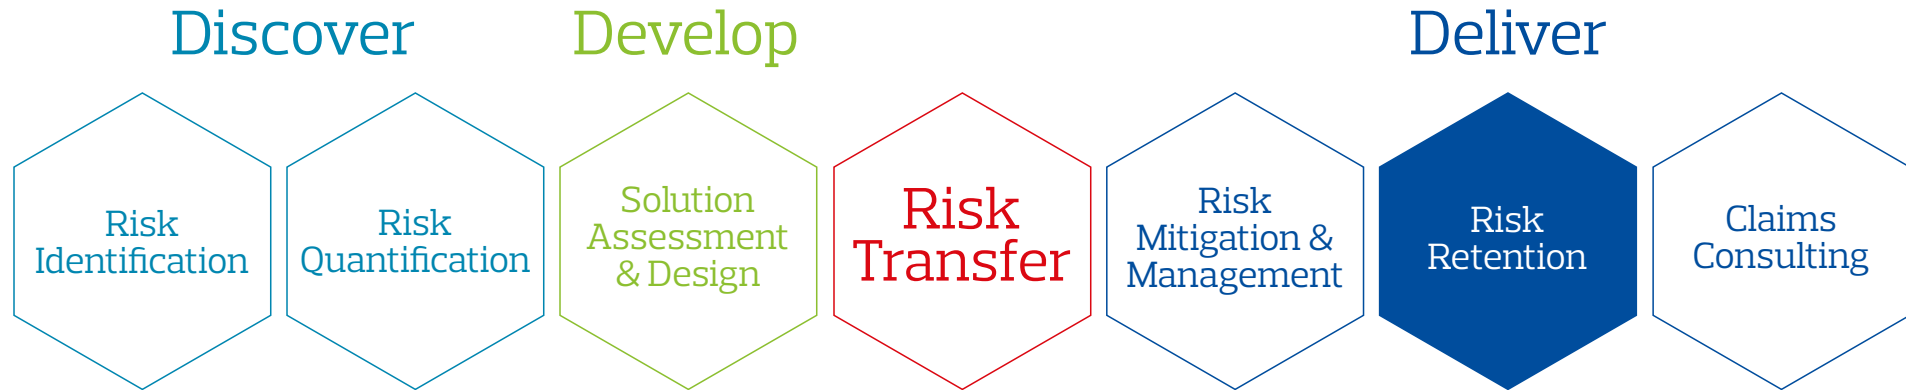 Discover
Develop
Deliver
Risk
Identification
Risk
Quantification
Solution
Assessment
& Design
Risk
Transfer
Risk
Mitigation &
Management
Risk
Retention
Claims
Consulting